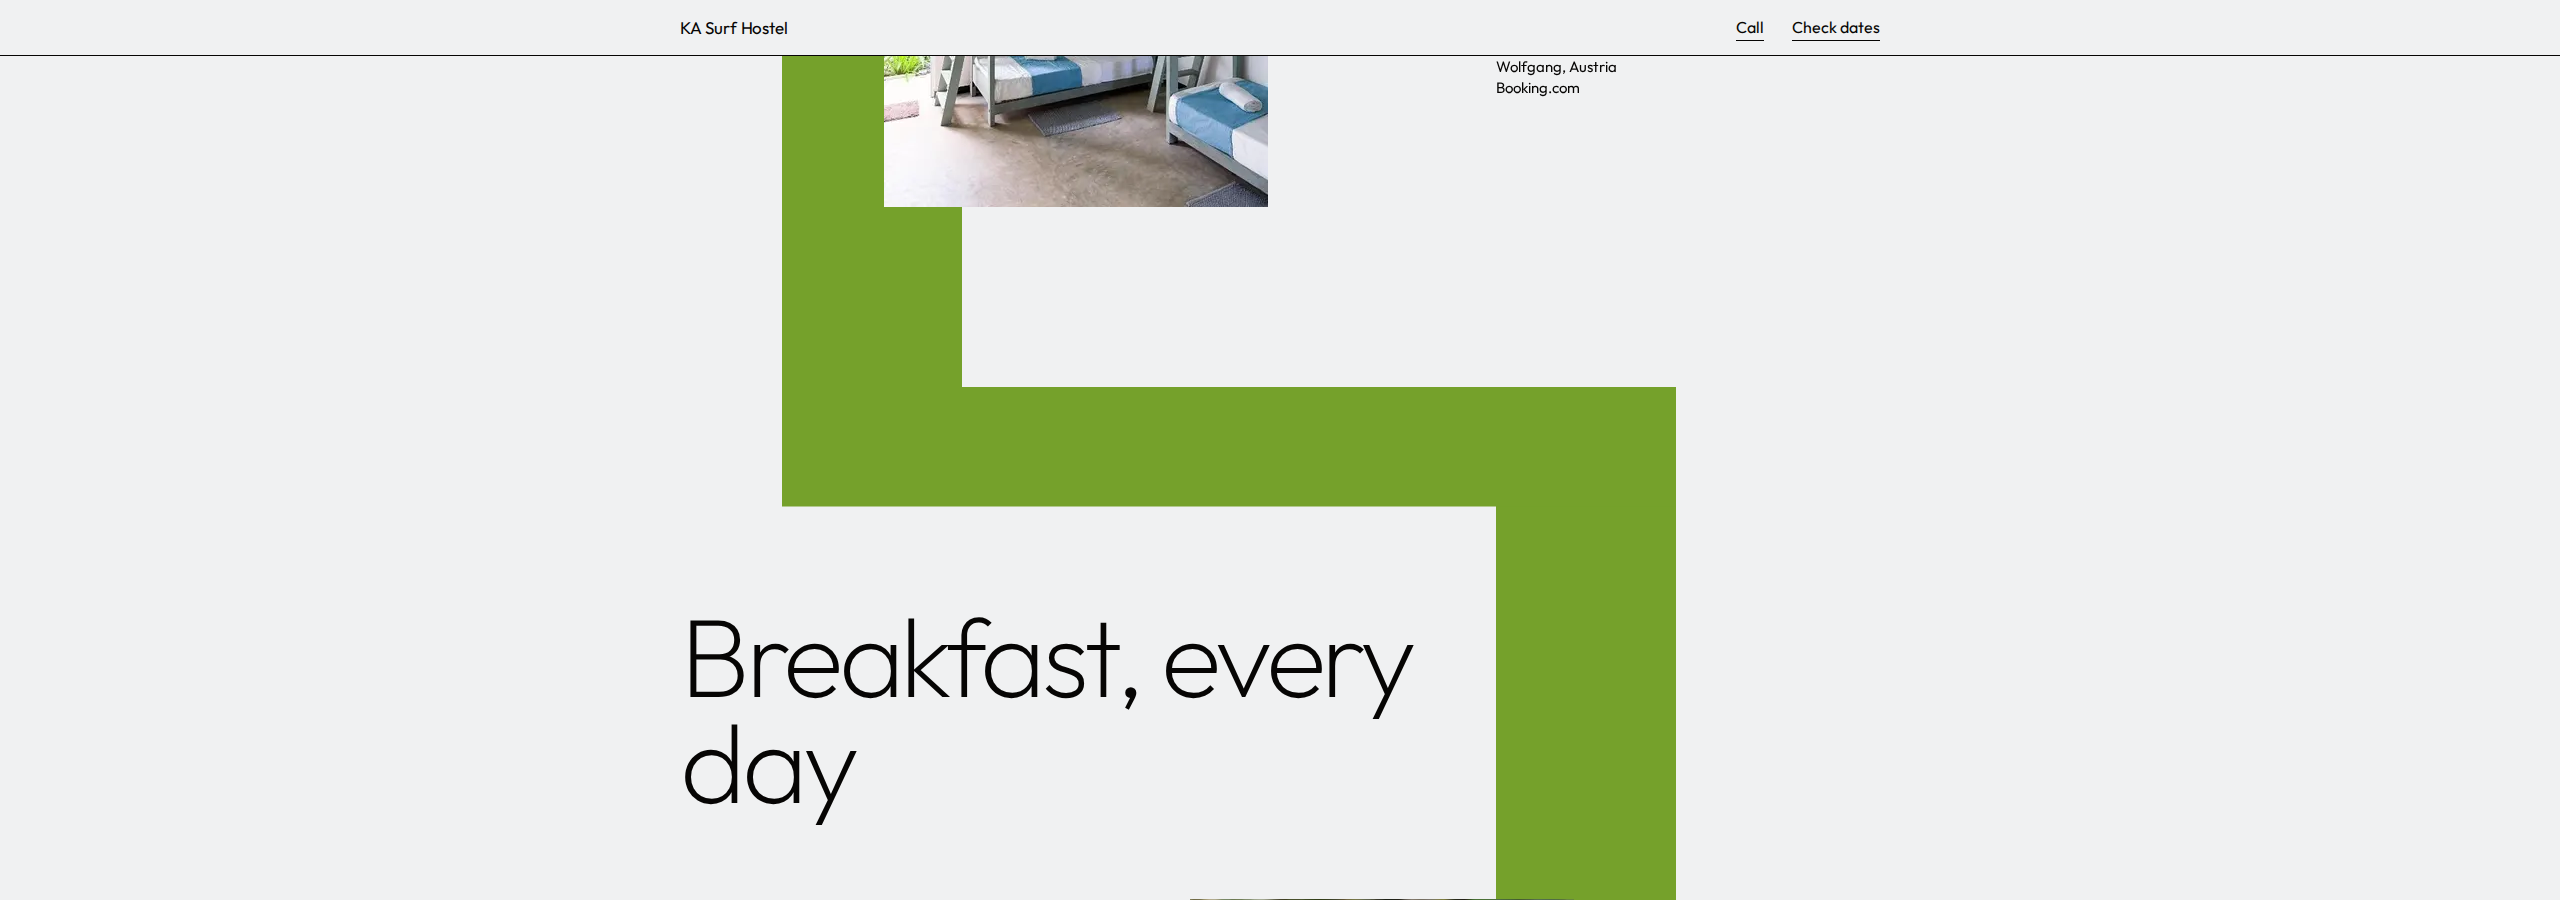 KA Surf Hostel
Call
Check dates
Wolfgang, Austria
Booking.com
Breakfast, every
day